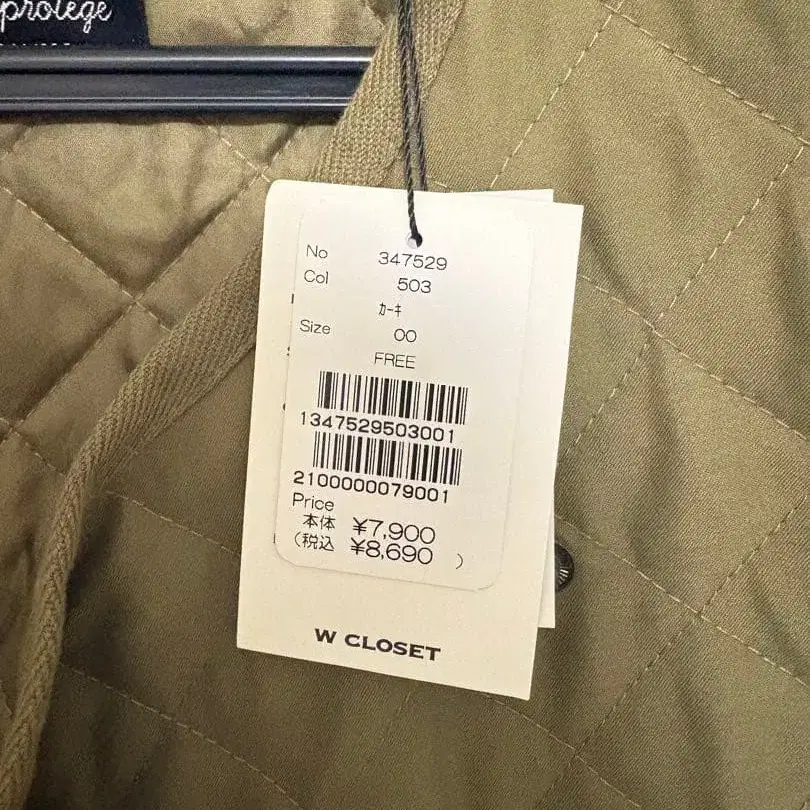 protege
No 347529
Col 503
カーキ
Size 00
FREE
1347529503001
2100000079001
Price
本体 ¥7,900
(税込 ¥8,690 )
W CLOSET